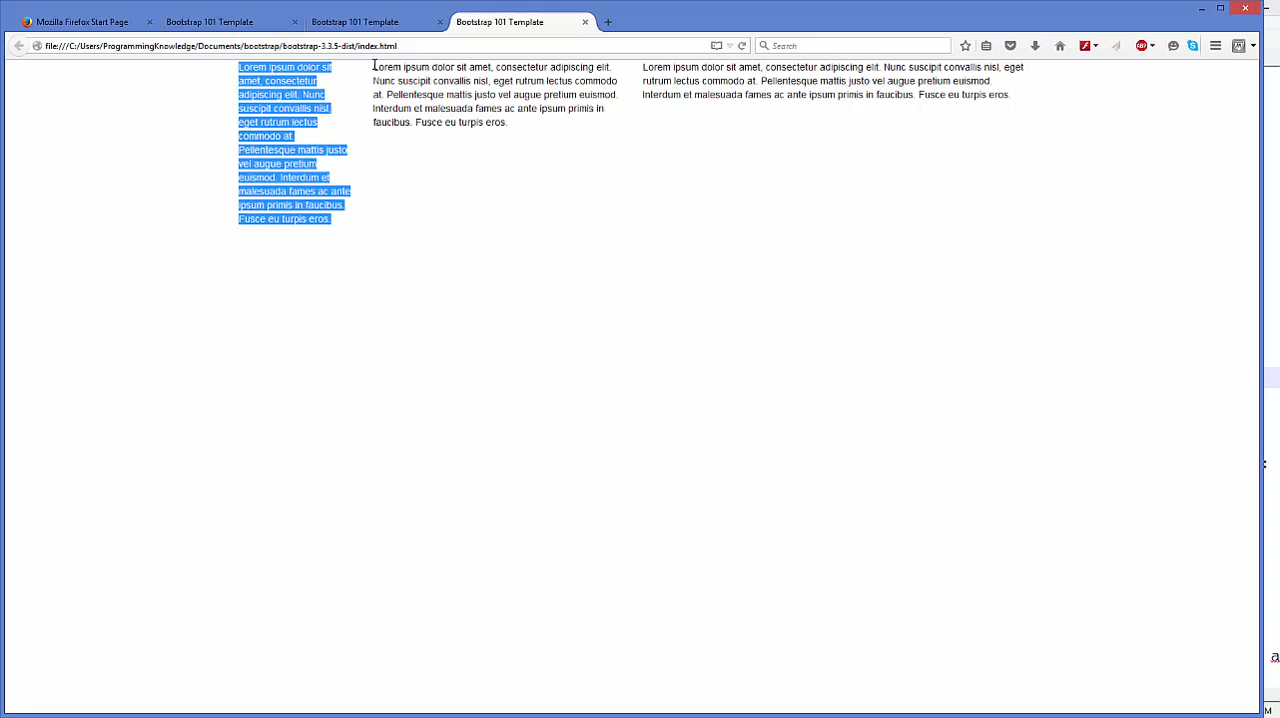 Mozilla Firefox Start Page
Bootstrap 101 Template
Bootstrap 101 Template
Bootstrap 101 Template
file:///C:/Users/ProgrammingKnowledge/Documents/bootstrap/bootstrap-3.3.5-dist/index.html
Search
Lorem ipsum dolor sit
amet, consectetur
adipiscing elit. Nunc
suscipit convallis nisl,
eget rutrum lectus
commodo at.
Pellentesque mattis justo
vel augue pretium
euismod. Interdum et
malesuada fames ac ante
ipsum primis in faucibus.
Fusce eu turpis eros.
Lorem ipsum dolor sit amet, consectetur adipiscing elit.
Nunc suscipit convallis nisl, eget rutrum lectus commodo
at. Pellentesque mattis justo vel augue pretium euismod.
Interdum et malesuada fames ac ante ipsum primis in
faucibus. Fusce eu turpis eros.
Lorem ipsum dolor sit amet, consectetur adipiscing elit. Nunc suscipit convallis nisl, eget
rutrum lectus commodo at. Pellentesque mattis justo vel augue pretium euismod.
Interdum et malesuada fames ac ante ipsum primis in faucibus. Fusce eu turpis eros.
a
M